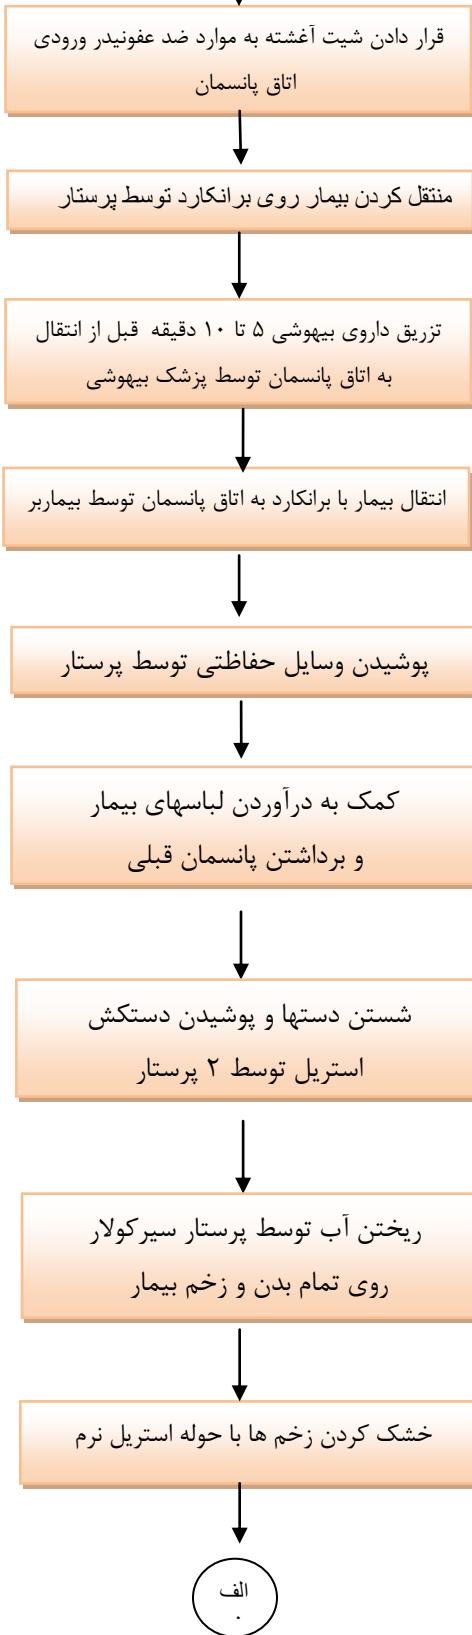 قرار دادن شیت آغشته به موارد ضد عفونیدر ورودی
اتاق پانسمان
منتقل کردن بیمار روی برانکارد توسط پرستار
تزریق داروی بیهوشی ۵ تا ۱۰ دقیقه قبل از انتقال
به اتاق پانسمان توسط پزشک بیهوشی
انتقال بیمار با برانکارد به اتاق پانسمان توسط بیماربر
پوشیدن وسایل حفاظتی توسط پرستار
کمک به درآوردن لباسهای بیمار
و برداشتن پانسمان قبلی
شستن دستها و پوشیدن دستکش
استریل توسط ۲ پرستار
ریختن آب توسط پرستار سیرکولار
روی تمام بدن و زخم بیمار
خشک کردن زخم ها با حوله استریل نرم
الف
.